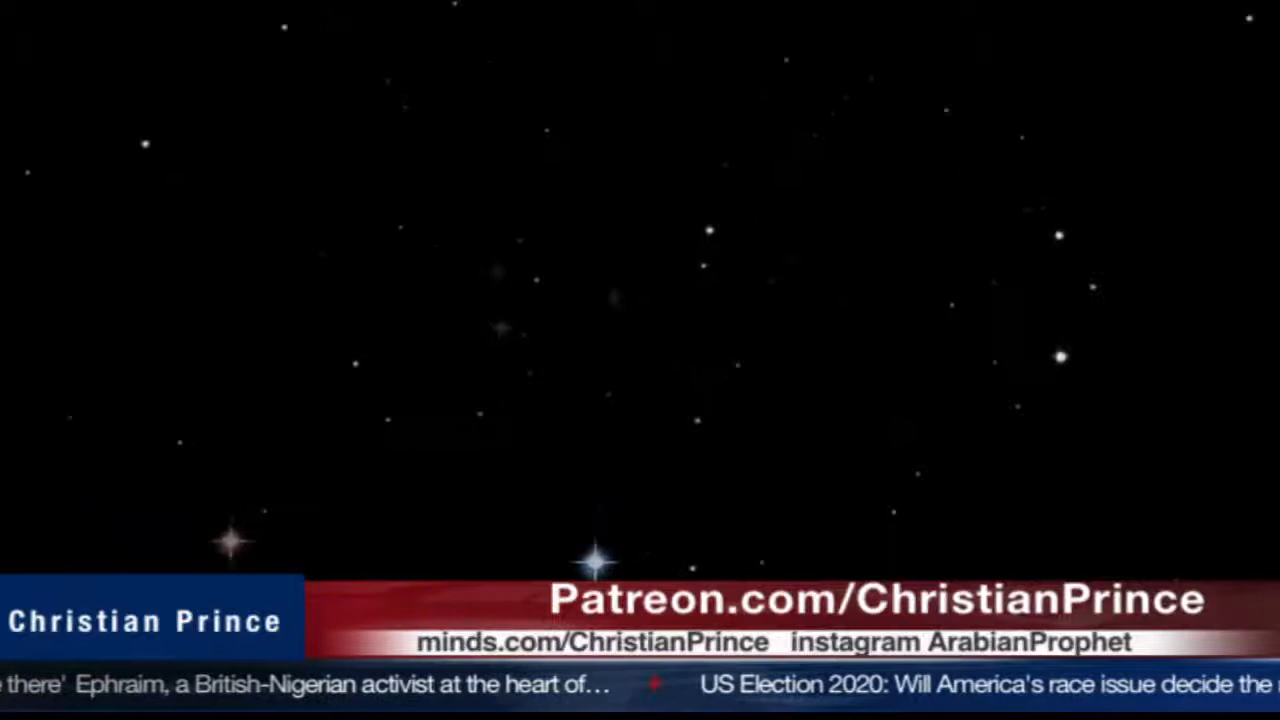 Patreon.com/ChristianPrince
Christian Prince
minds.com/ChristianPrince instagram ArabianProphet
there' Ephraim, a British-Nigerian activist at the heart of... US Election 2020: Will America's race issue decide the